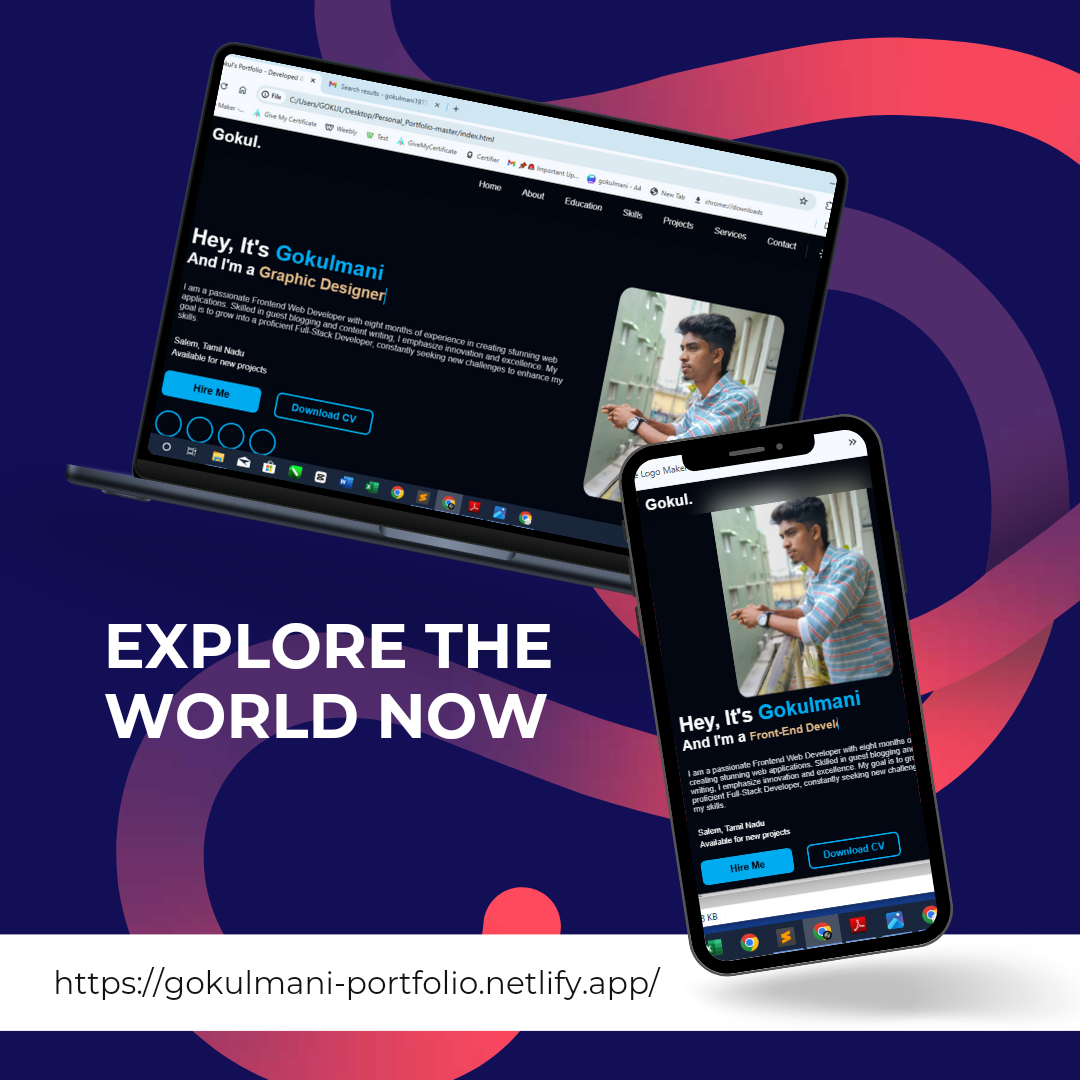 kul's Portfolio - Developed
Search results - gokulmani197
File C:/Users/GOKUL/Desktop/Personal_Portfolio-master/index.html
Maker -... Give My Certificate Weebly Test GiveMyCertificate Certifier Important Up... gokulmani - A4 New Tab chrome://downloads
Gokul.
Home About Education Skills Projects Services Contact
Hey, It's Gokulmani
And I'm a Graphic Designer
I am a passionate Frontend Web Developer with eight months of experience in creating stunning web
applications. Skilled in guest blogging and content writing, I emphasize innovation and excellence. My
goal is to grow into a proficient Full-Stack Developer, constantly seeking new challenges to enhance my
skills.
Salem, Tamil Nadu
Available for new projects
Hire Me Download CV
e Logo Maker
»
Gokul.
Hey, It's Gokulmani
And I'm a Front-End Devel
I am a passionate Frontend Web Developer with eight months o
creating stunning web applications. Skilled in guest blogging and
writing, I emphasize innovation and excellence. My goal is to gr
proficient Full-Stack Developer, constantly seeking new challeng
my skills.
Salem, Tamil Nadu
Available for new projects
Hire Me Download CV
KB
EXPLORE THE
WORLD NOW
https://gokulmani-portfolio.netlify.app/